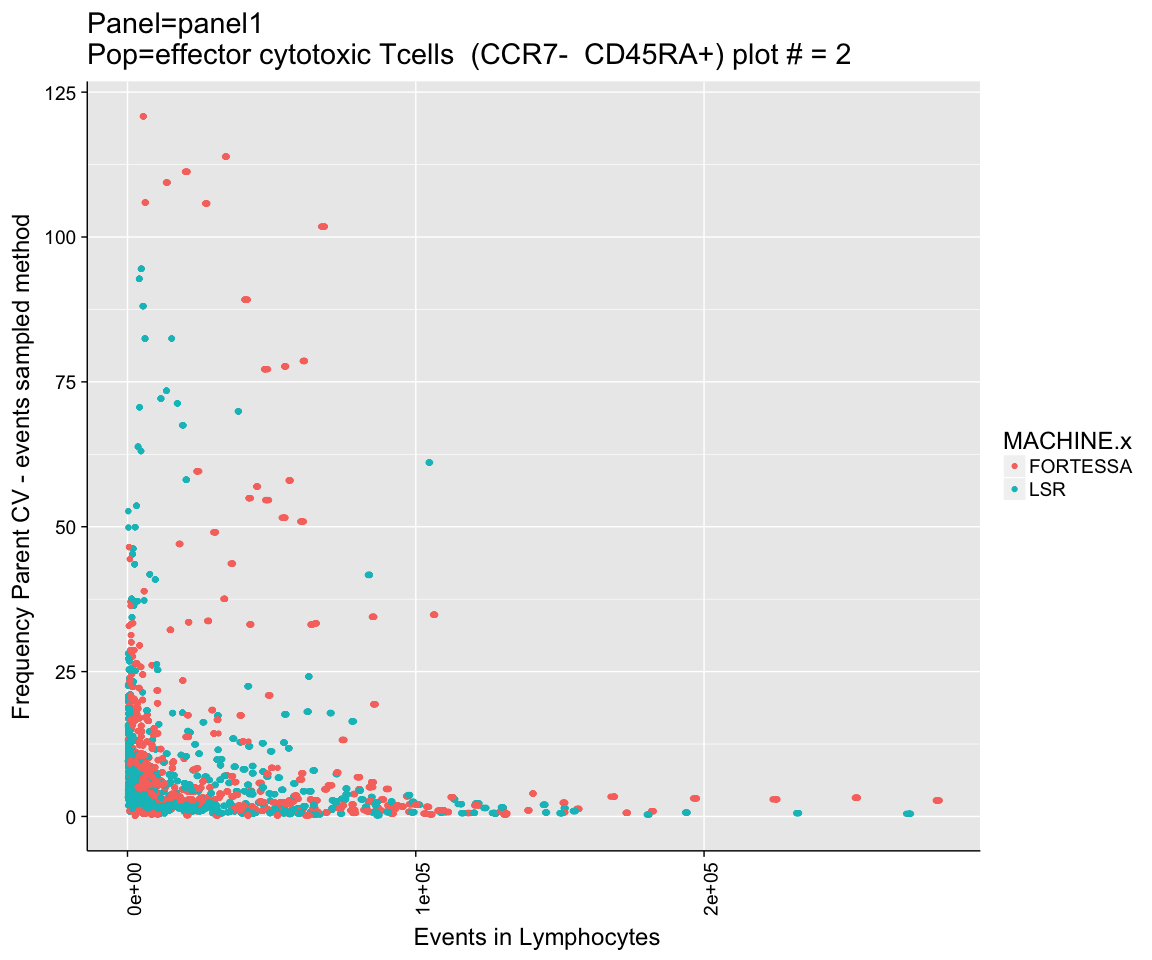 Panel=panel1
Pop=effector cytotoxic Tcells  (CCR7-  CD45RA+) plot # = 2
Frequency Parent CV - events sampled method
125
100
75
50
25
0
0e+00
1e+05
2e+05
Events in Lymphocytes
MACHINE.x
FORTESSA
LSR